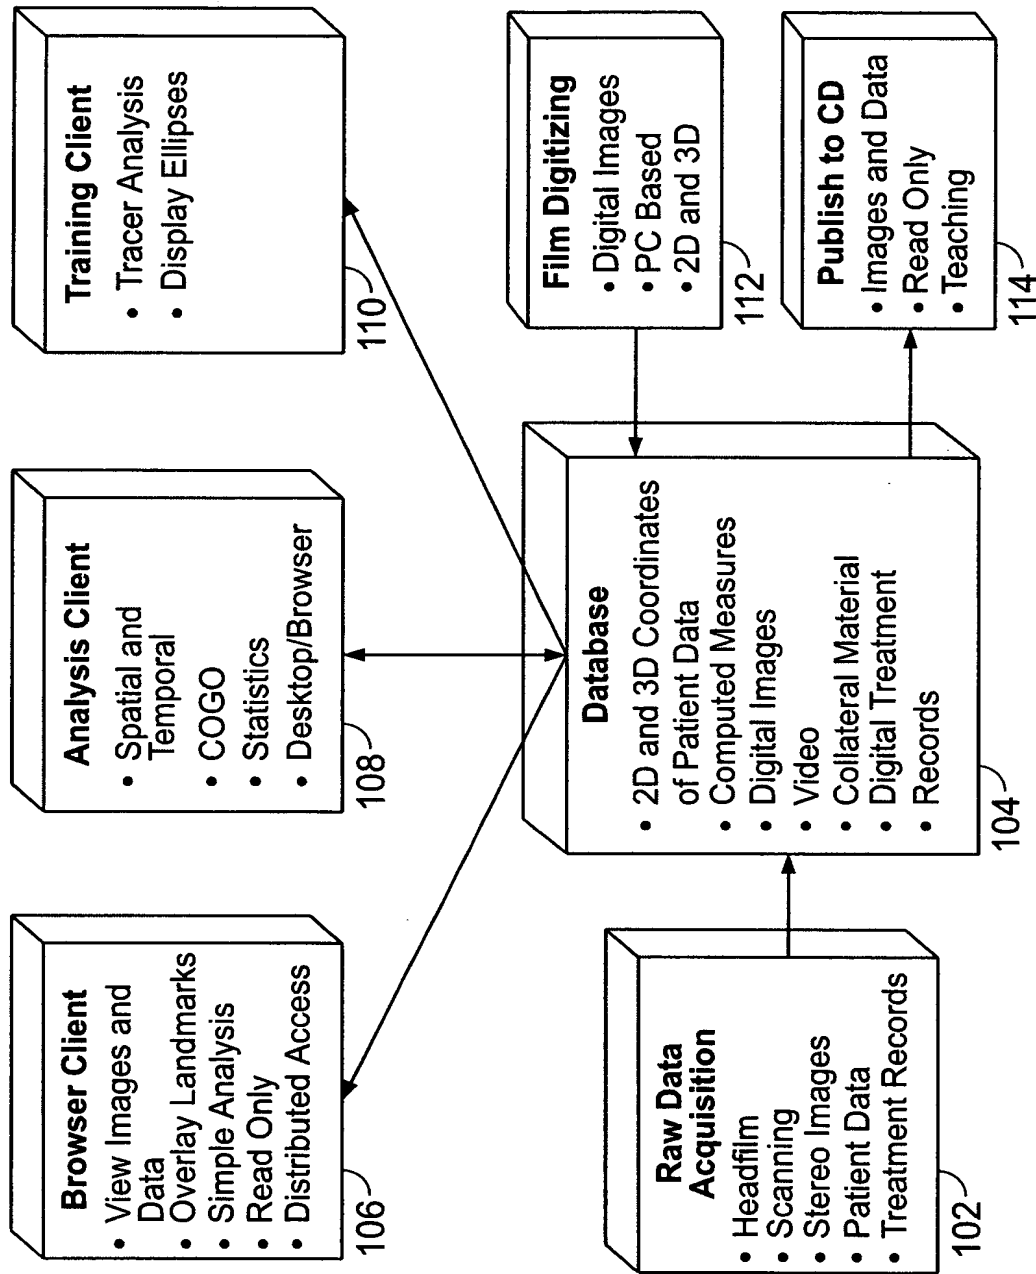 Browser Client
• View Images and
Data
• Overlay Landmarks
• Simple Analysis
• Read Only
• Distributed Access
106
Analysis Client
• Spatial and
Temporal
• COGO
• Statistics
• Desktop/Browser
108
Training Client
• Tracer Analysis
• Display Ellipses
110
Raw Data
Acquisition
• Headfilm
• Scanning
• Stereo Images
• Patient Data
• Treatment Records
102
Database
• 2D and 3D Coordinates
of Patient Data
• Computed Measures
• Digital Images
• Video
• Collateral Material
• Digital Treatment
• Records
104
Film Digitizing
• Digital Images
• PC Based
• 2D and 3D
112
Publish to CD
• Images and Data
• Read Only
• Teaching
114